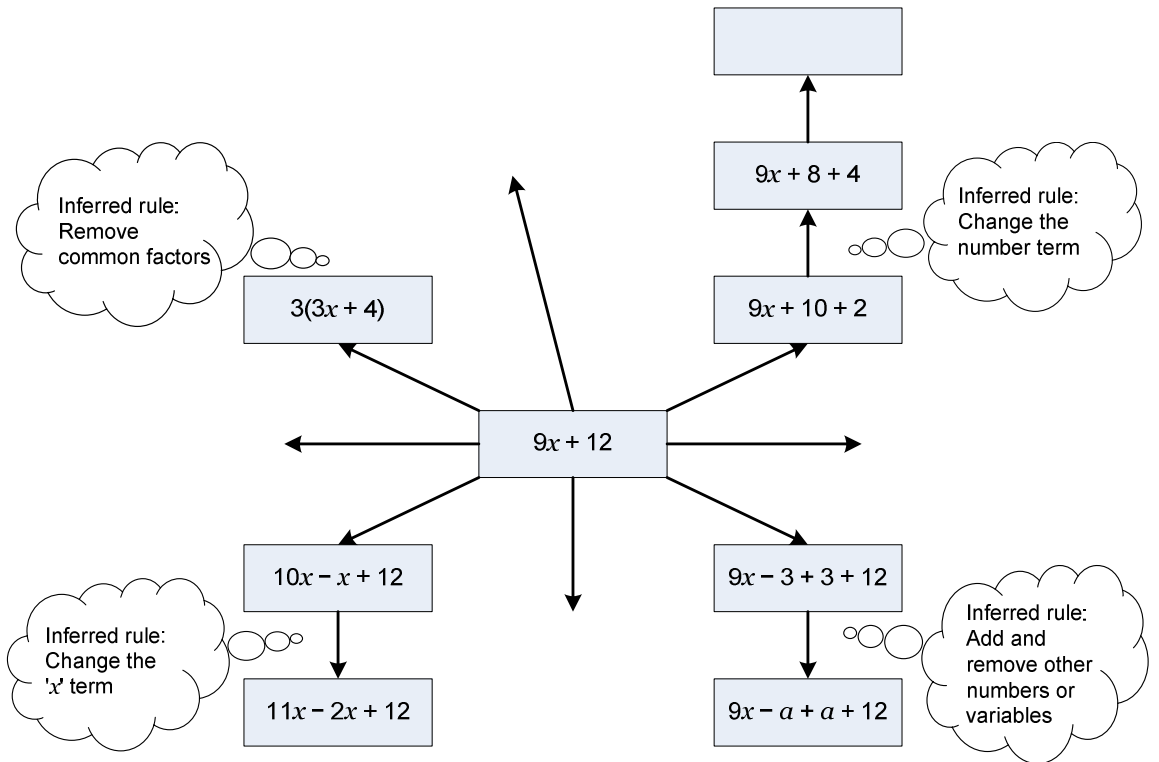 9x + 8 + 4
Inferred rule:
Remove
common factors
Inferred rule:
Change the
number term
3(3x + 4)
9x + 10 + 2
9x + 12
10x – x + 12
9x – 3 + 3 + 12
Inferred rule:
Change the
'x' term
Inferred rule:
Add and
remove other
numbers or
variables
11x – 2x + 12
9x – a + a + 12